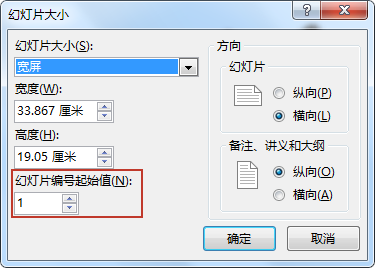 幻灯片大小
幻灯片大小(S):
宽屏
宽度(W):
33.867 厘米
高度(H):
19.05 厘米
幻灯片编号起始值(N):
1
方向
幻灯片
纵向(P)
横向(L)
备注、讲义和大纲
纵向(O)
横向(A)
确定
取消